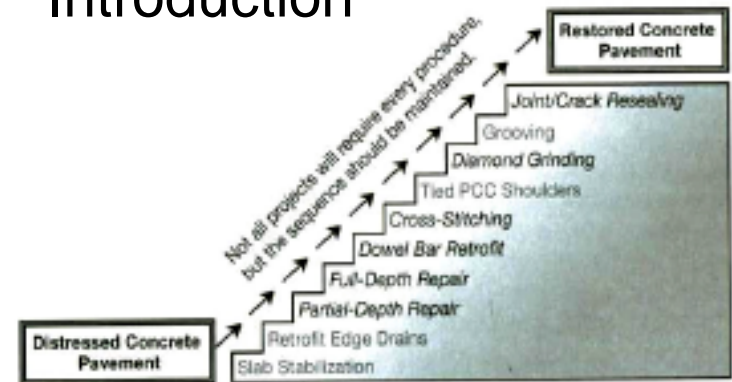 Introduction
Not all projects will require every procedure,
but the sequence should be maintained.
Restored Concrete
Pavement
Joint/Crack Resealing
Grooving
Diamond Grinding
Tied PCC Shoulders
Cross-Stitching
Dowel Bar Retrofit
Full-Depth Repair
Partial-Depth Repair
Retrofit Edge Drains
Slab Stabilization
Distressed Concrete
Pavement